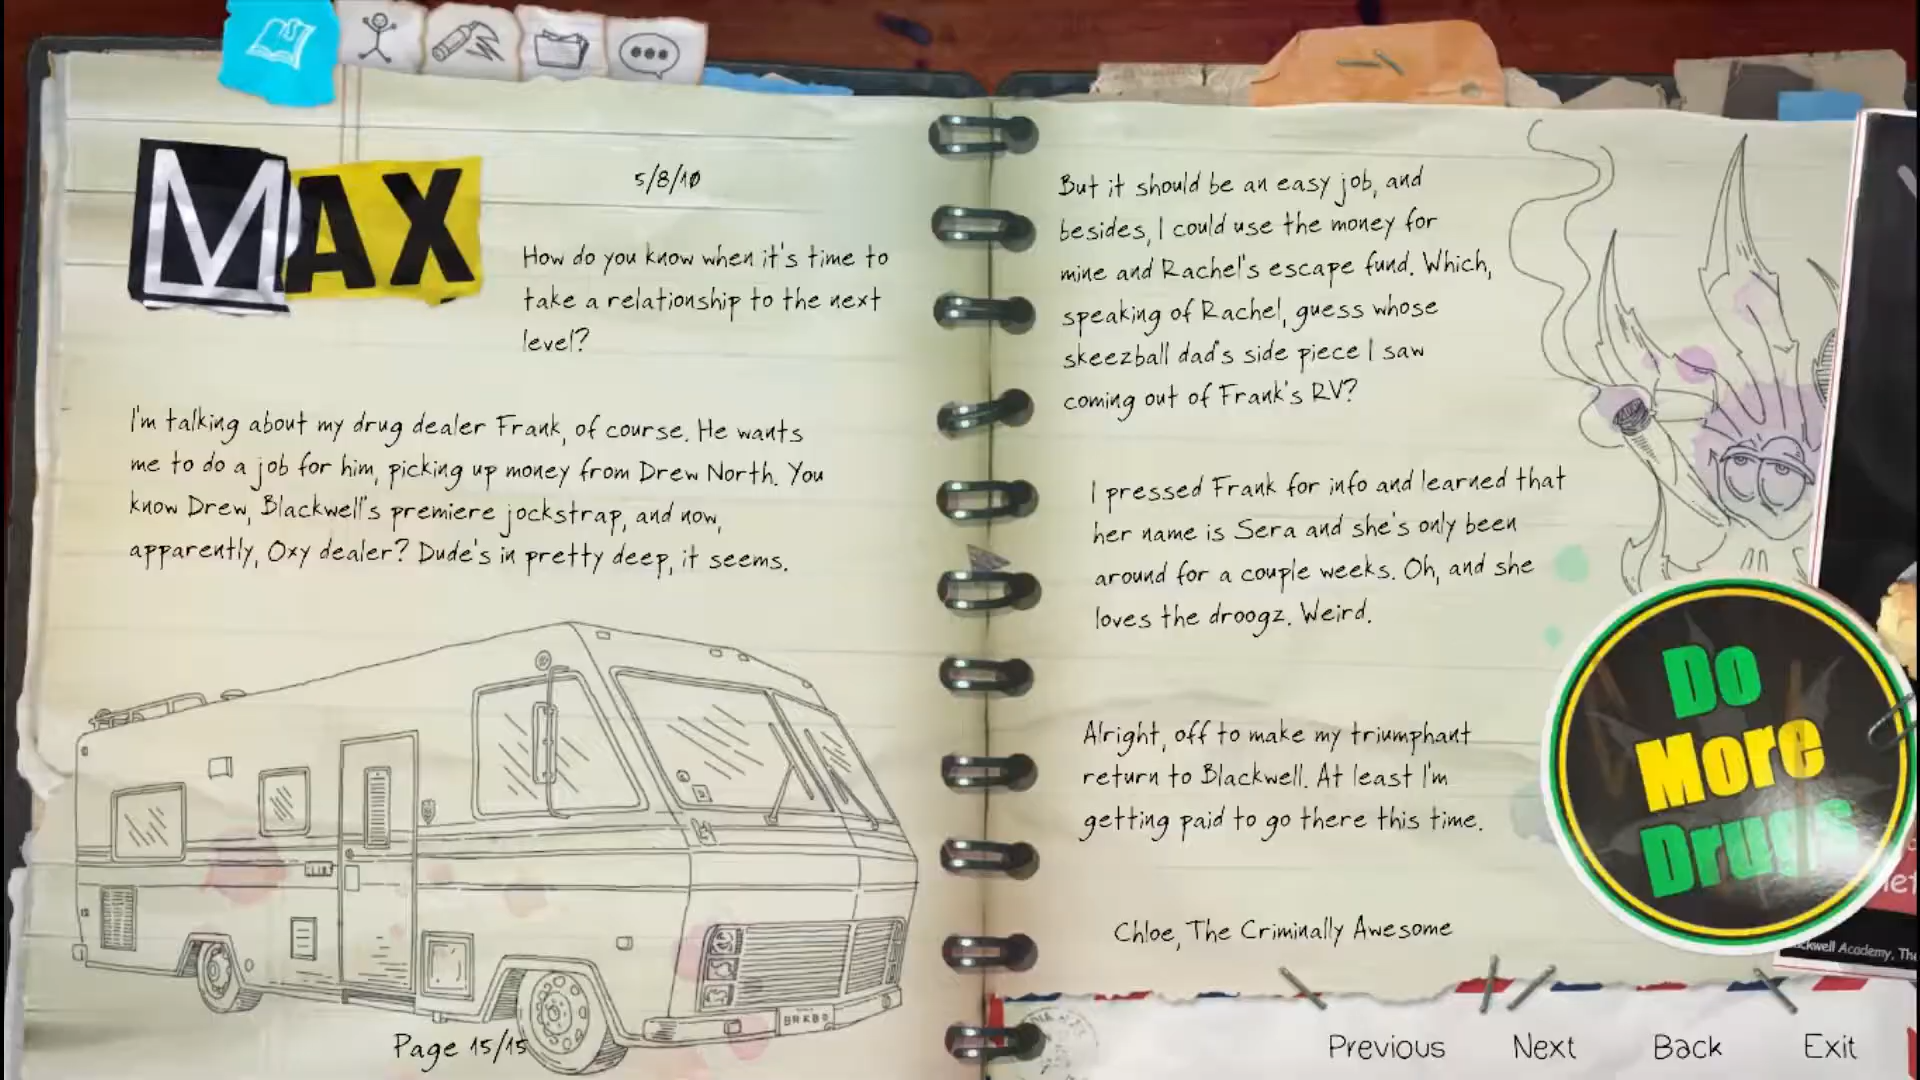 MAX
5/8/10
How do you know when it's time to
take a relationship to the next
level?
I'm talking about my drug dealer Frank, of course. He wants
me to do a job for him, picking up money from Drew North. You
know Drew, Blackwell's premiere jockstrap, and now,
apparently, Oxy dealer? Dude's in pretty deep, it seems.
BRKBD
Page 15/15
But it should be an easy job, and
besides, I could use the money for
mine and Rachel's escape fund. Which,
speaking of Rachel, guess whose
skeezball dad's side piece I saw
coming out of Frank's RV?
I pressed Frank for info and learned that
her name is Sera and she's only been
around for a couple weeks. Oh, and she
loves the droogz. Weird.
Alright, off to make my triumphant
return to Blackwell. At least I'm
getting paid to go there this time.
Chloe, The Criminally Awesome
Do
More
Drugs
Academy, The
Previous
Next
Back
Exit